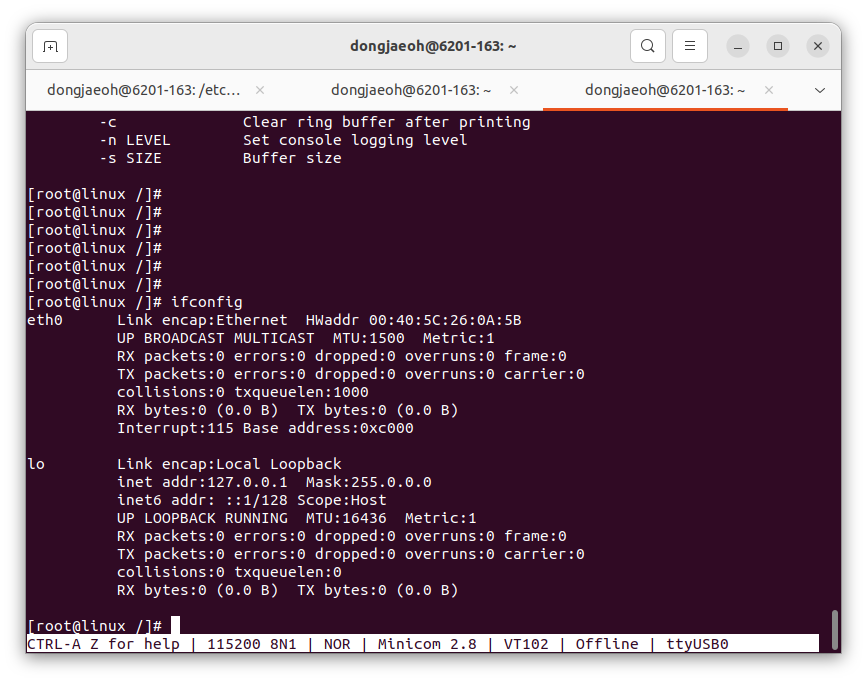 dongjaeoh@6201-163: ~
dongjaeoh@6201-163: /etc... × dongjaeoh@6201-163: ~ × dongjaeoh@6201-163: ~ ×
-c Clear ring buffer after printing
-n LEVEL Set console logging level
-s SIZE Buffer size
[root@linux /]#
[root@linux /]#
[root@linux /]#
[root@linux /]#
[root@linux /]#
[root@linux /]#
[root@linux /]# ifconfig
eth0 Link encap:Ethernet HWaddr 00:40:5C:26:0A:5B
UP BROADCAST MULTICAST MTU:1500 Metric:1
RX packets:0 errors:0 dropped:0 overruns:0 frame:0
TX packets:0 errors:0 dropped:0 overruns:0 carrier:0
collisions:0 txqueuelen:1000
RX bytes:0 (0.0 B) TX bytes:0 (0.0 B)
Interrupt:115 Base address:0xc000
lo Link encap:Local Loopback
inet addr:127.0.0.1 Mask:255.0.0.0
inet6 addr: ::1/128 Scope:Host
UP LOOPBACK RUNNING MTU:16436 Metric:1
RX packets:0 errors:0 dropped:0 overruns:0 frame:0
TX packets:0 errors:0 dropped:0 overruns:0 carrier:0
collisions:0 txqueuelen:0
RX bytes:0 (0.0 B) TX bytes:0 (0.0 B)
[root@linux /]#
CTRL-A Z for help | 115200 8N1 | NOR | Minicom 2.8 | VT102 | Offline | ttyUSB0